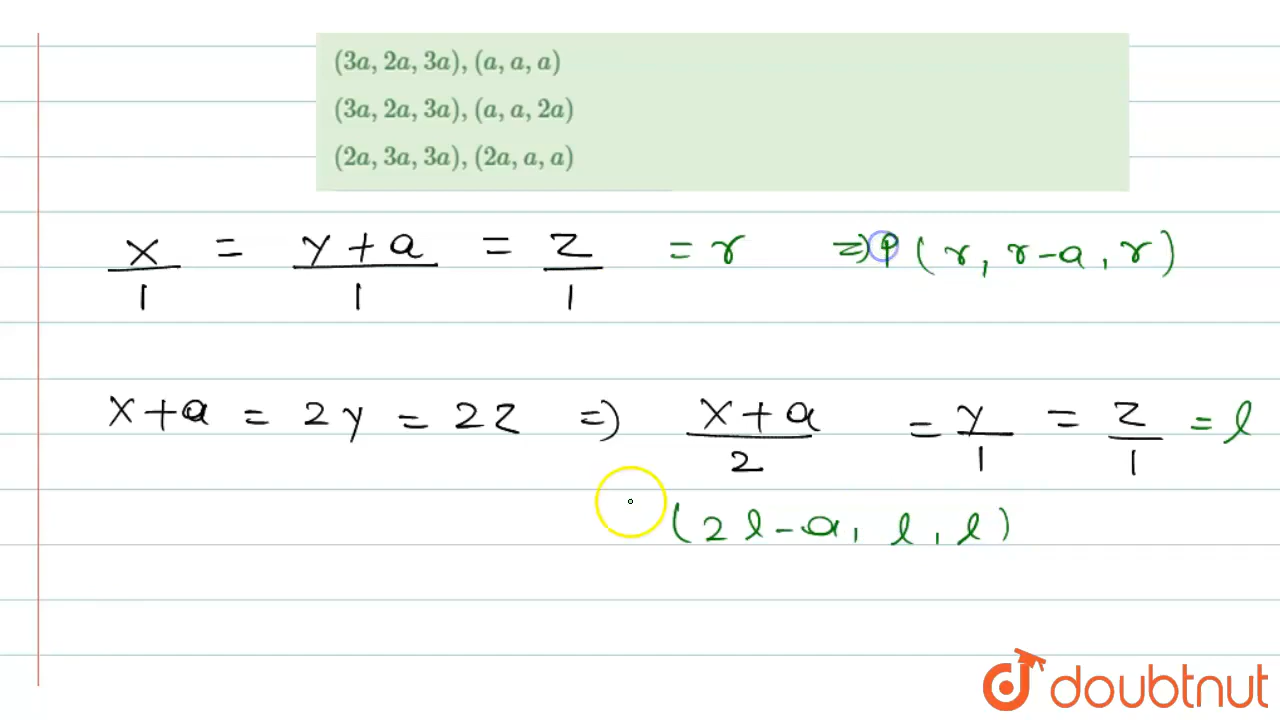 (3a, 2a, 3a), (a, a, a)
(3a, 2a, 3a), (a, a, 2a)
(2a, 3a, 3a), (2a, a, a)
x/1 = y+a/1 = z/1 = r ⇒ P (r, r-a, r)
x+a = 2y = 2z ⇒ x+a/2 = y/1 = z/1 = l
(2l-a, l, l)
doubtnut